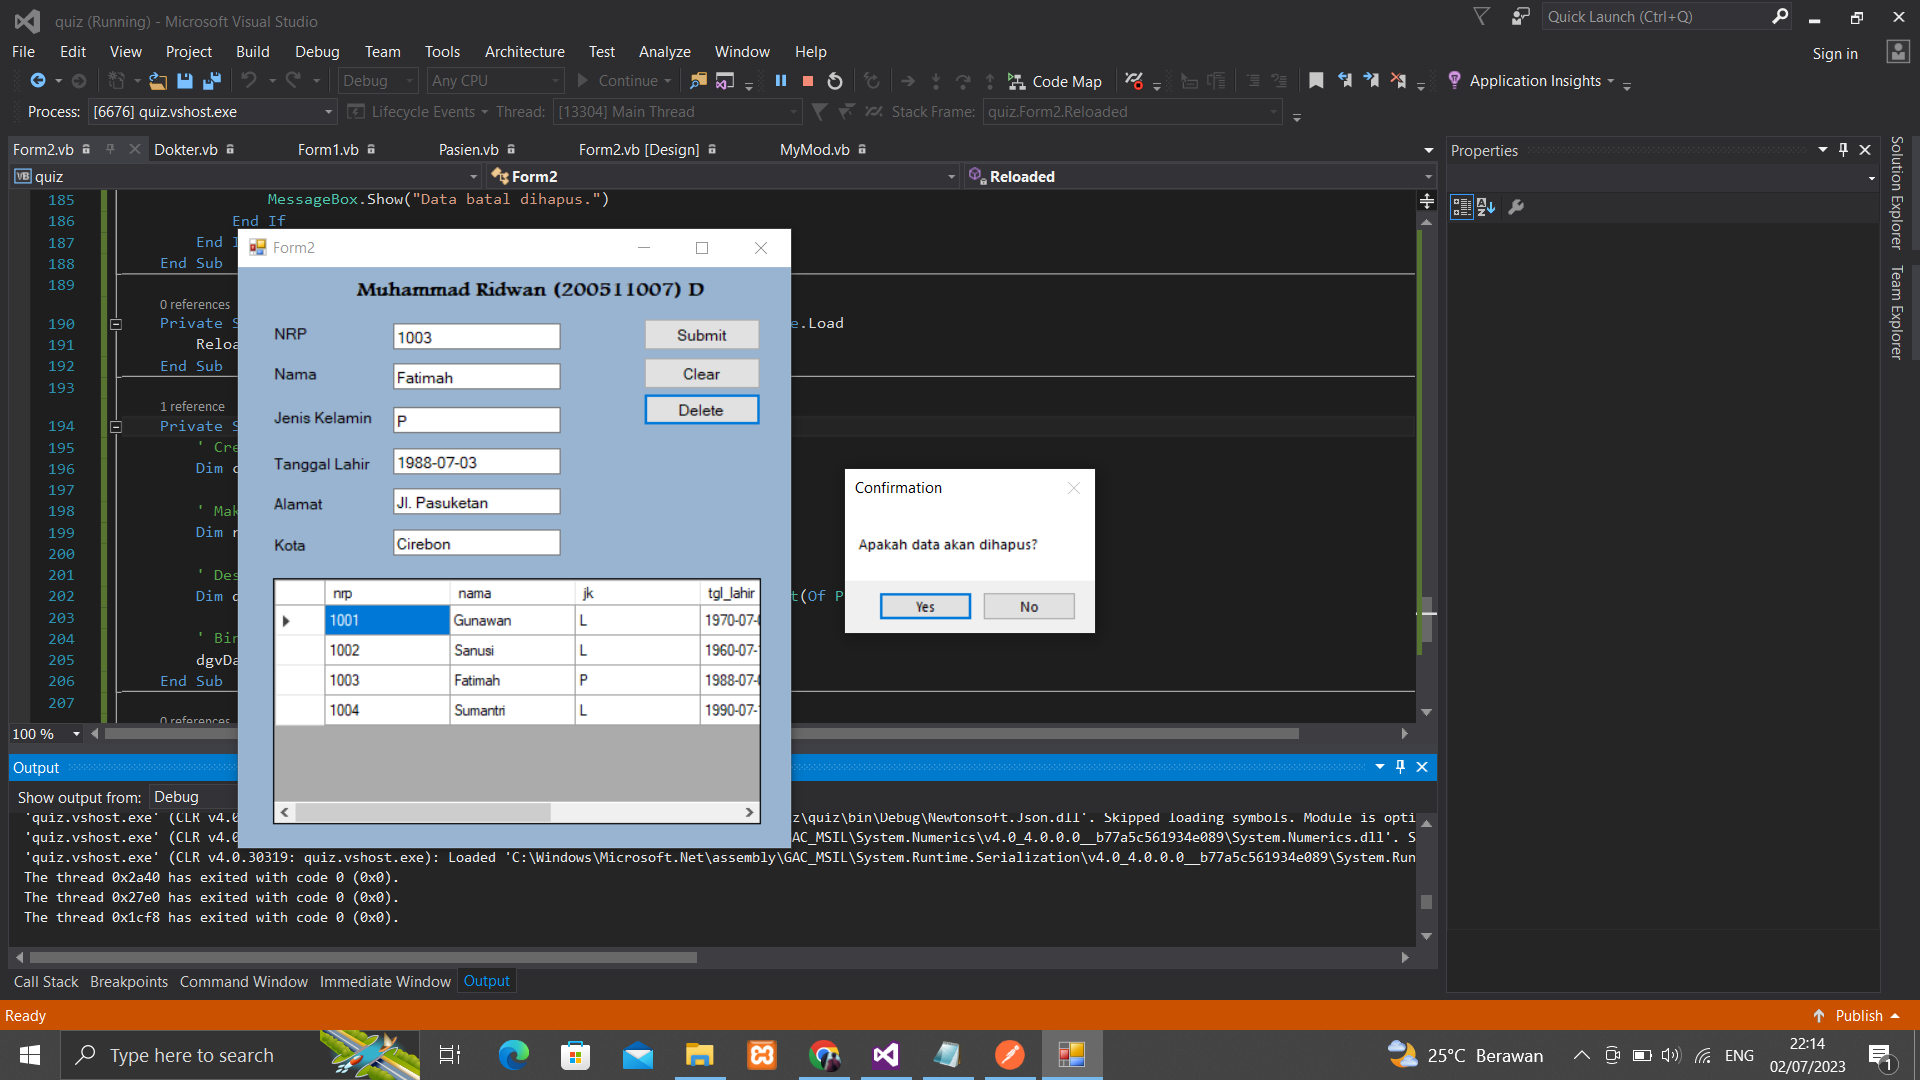 quiz (Running) - Microsoft Visual Studio
Quick Launch (Ctrl+Q)
File Edit View Project Build Debug Team Tools Architecture Test Analyze Window Help
Sign in
Debug Any CPU Continue Code Map Application Insights
Process: [6676] quiz.vshost.exe Lifecycle Events Thread: [13304] Main Thread Stack Frame: quiz.Form2.Reloaded
Form2.vb Dokter.vb Form1.vb Pasien.vb Form2.vb [Design] MyMod.vb
VB quiz Form2 Reloaded
185 MessageBox.Show("Data batal dihapus.")
186 End If
187 End
188 End Sub
189
0 references
190 Private e.Load
191
192 End Sub
193
1 reference
194 Private
195 '
196 Dim
197
198 '
199 Dim
200
201 '
202 Dim (Of
203
204 '
205
206 End Sub
207
0 references
100 %
Form2
Muhammad Ridwan (200511007) D
NRP 1003 Submit
Nama Fatimah Clear
Delete
Jenis Kelamin P
Tanggal Lahir 1988-07-03
Alamat Jl. Pasuketan
Kota Cirebon
nrp nama jk tgl_lahir
1001 Gunawan L 1970-07-
1002 Sanusi L 1960-07-
1003 Fatimah P 1988-07-
1004 Sumantri L 1990-07-
Confirmation
Apakah data akan dihapus?
Yes No
Output
Show output from: Debug
'quiz.vshost.exe' (CLR v4.0 z\quiz\bin\Debug\Newtonsoft.Json.dll'. Skipped loading symbols. Module is opti
'quiz.vshost.exe' (CLR v4.0 AC_MSIL\System.Numerics\v4.0_4.0.0.0__b77a5c561934e089\System.Numerics.dll'. S
'quiz.vshost.exe' (CLR v4.0.30319: quiz.vshost.exe): Loaded 'C:\Windows\Microsoft.Net\assembly\GAC_MSIL\System.Runtime.Serialization\v4.0_4.0.0.0__b77a5c561934e089\System.Run
The thread 0x2a40 has exited with code 0 (0x0).
The thread 0x27e0 has exited with code 0 (0x0).
The thread 0x1cf8 has exited with code 0 (0x0).
Call Stack Breakpoints Command Window Immediate Window Output
Properties
Solution Explorer
Team Explorer
Ready
Publish
Type here to search
25°C Berawan
ENG
22:14
02/07/2023
1